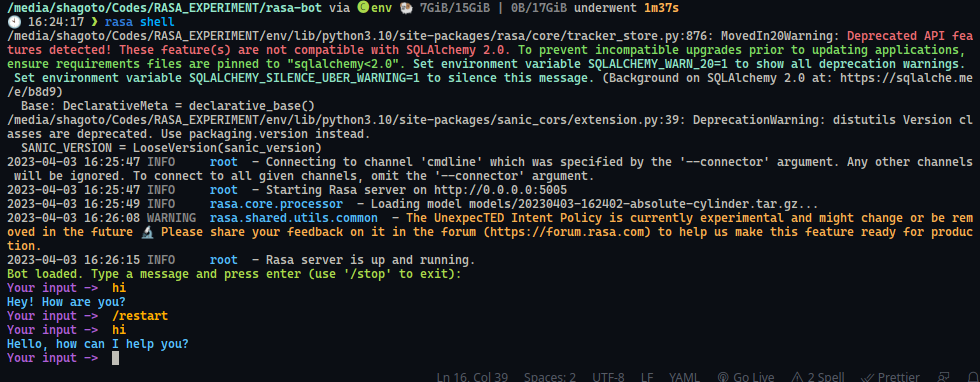 /media/shagoto/Codes/RASA_EXPERIMENT/rasa-bot via C env 7GiB/15GiB | 0B/17GiB underwent 1m37s
16:24:17 ❯ rasa shell
/media/shagoto/Codes/RASA_EXPERIMENT/env/lib/python3.10/site-packages/rasa/core/tracker_store.py:876: MovedIn20Warning: Deprecated API fea
tures detected! These feature(s) are not compatible with SQLAlchemy 2.0. To prevent incompatible upgrades prior to updating applications,
ensure requirements files are pinned to "sqlalchemy<2.0". Set environment variable SQLALCHEMY_WARN_20=1 to show all deprecation warnings.
Set environment variable SQLALCHEMY_SILENCE_UBER_WARNING=1 to silence this message. (Background on SQLAlchemy 2.0 at: https://sqlalche.me
/e/b8d9)
Base: DeclarativeMeta = declarative_base()
/media/shagoto/Codes/RASA_EXPERIMENT/env/lib/python3.10/site-packages/sanic_cors/extension.py:39: DeprecationWarning: distutils Version cl
asses are deprecated. Use packaging.version instead.
SANIC_VERSION = LooseVersion(sanic_version)
2023-04-03 16:25:47 INFO root - Connecting to channel 'cmdline' which was specified by the '--connector' argument. Any other channels
will be ignored. To connect to all given channels, omit the '--connector' argument.
2023-04-03 16:25:47 INFO root - Starting Rasa server on http://0.0.0.0:5005
2023-04-03 16:25:49 INFO rasa.core.processor - Loading model models/20230403-162402-absolute-cylinder.tar.gz...
2023-04-03 16:26:08 WARNING rasa.shared.utils.common - The UnexpecTED Intent Policy is currently experimental and might change or be rem
oved in the future 🔬 Please share your feedback on it in the forum (https://forum.rasa.com) to help us make this feature ready for produc
tion.
2023-04-03 16:26:15 INFO root - Rasa server is up and running.
Bot loaded. Type a message and press enter (use '/stop' to exit):
Your input -> hi
Hey! How are you?
Your input -> /restart
Your input -> hi
Hello, how can I help you?
Your input ->
Ln 16, Col 39 Spaces: 2 UTF-8 LF YAML Go Live 2 Spell Prettier